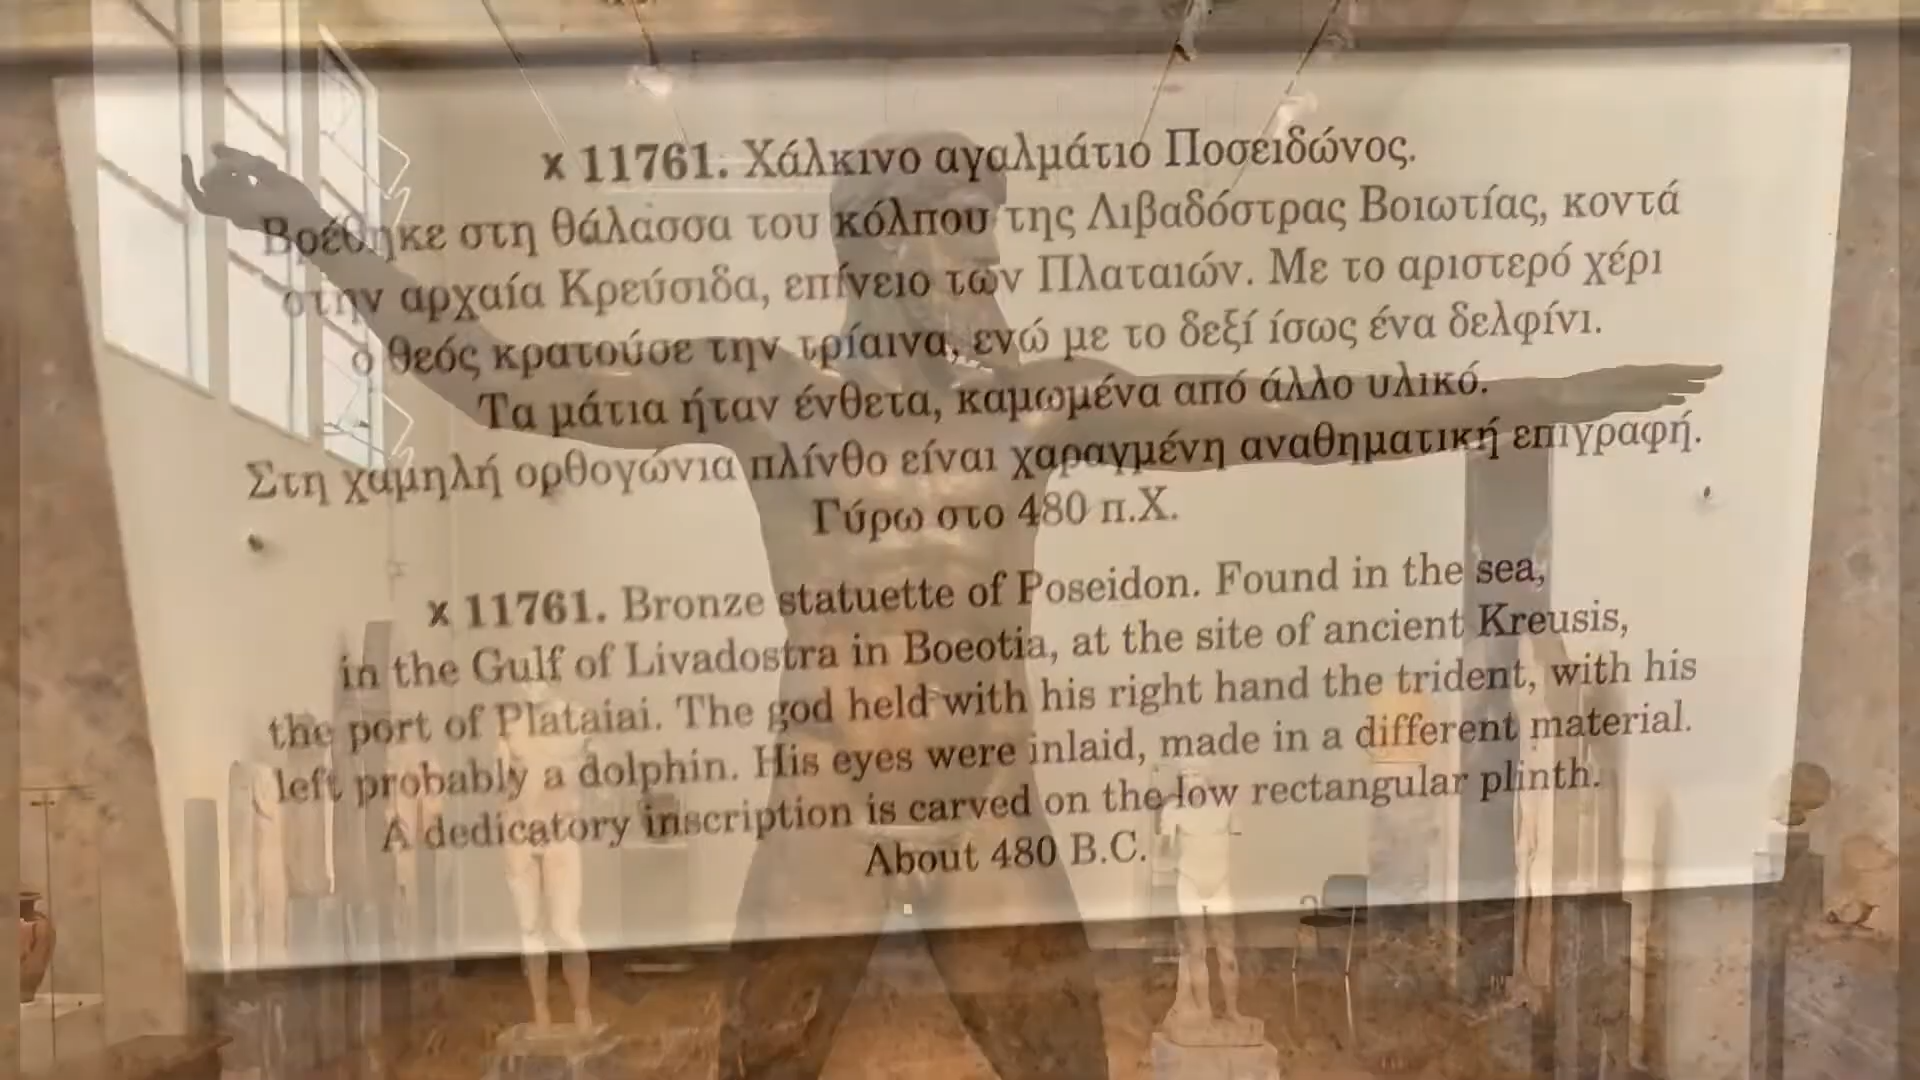 x 11761. Χάλκινο αγαλμάτιο Ποσειδώνος.
Βρέθηκε στη θάλασσα του κόλπου της Λιβαδόστρας Βοιωτίας, κοντά
στην αρχαία Κρεύσιδα, επίνειο των Πλαταιών. Με το αριστερό χέρι
ο θεός κρατούσε την τρίαινα, ενώ με το δεξί ίσως ένα δελφίνι.
Τα μάτια ήταν ένθετα, καμωμένα από άλλο υλικό.
Στη χαμηλή ορθογώνια πλίνθο είναι χαραγμένη αναθηματική επιγραφή.
Γύρω στο 480 π.Χ.
x 11761. Bronze statuette of Poseidon. Found in the sea,
in the Gulf of Livadostra in Boeotia, at the site of ancient Kreusis,
the port of Plataiai. The god held with his right hand the trident, with his
left probably a dolphin. His eyes were inlaid, made in a different material.
A dedicatory inscription is carved on the low rectangular plinth.
About 480 B.C.